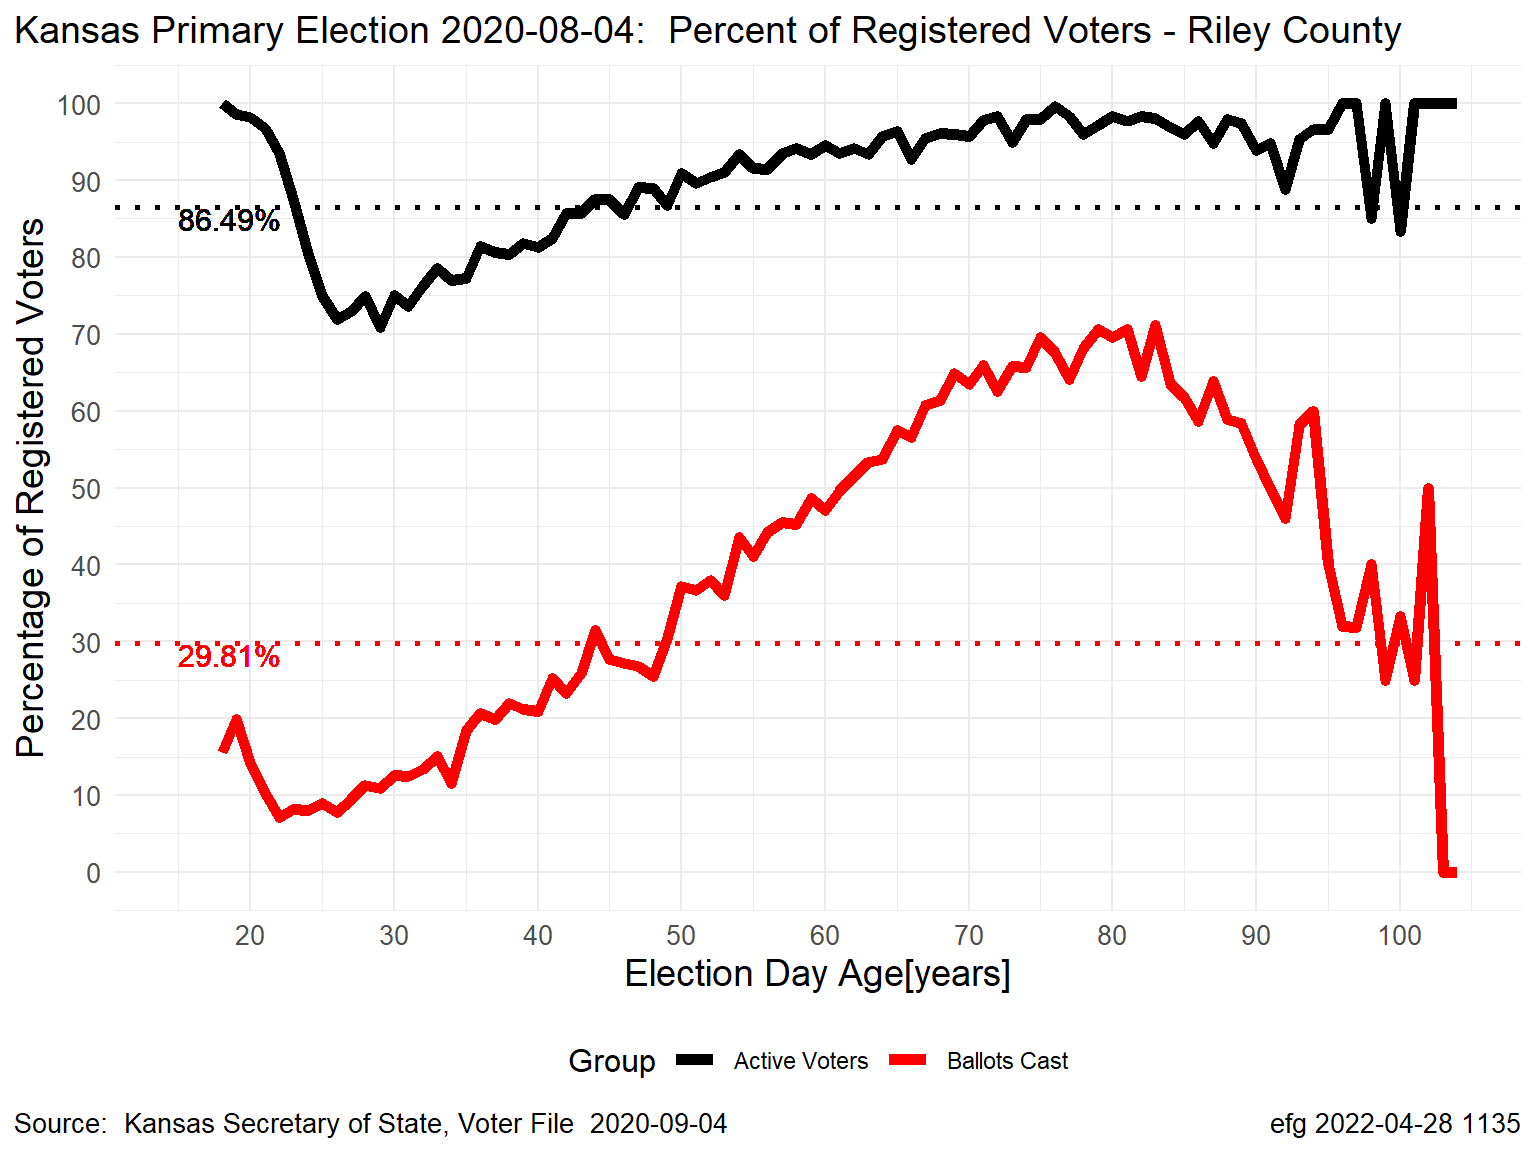 Kansas Primary Election 2020-08-04:  Percent of Registered Voters - Riley County
Percentage of Registered Voters
100
90
80
70
60
50
40
30
20
10
0
86.49%
29.81%
20 30 40 50 60 70 80 90 100
Election Day Age[years]
Group Active Voters Ballots Cast
Source:  Kansas Secretary of State, Voter File  2020-09-04
efg 2022-04-28 1135